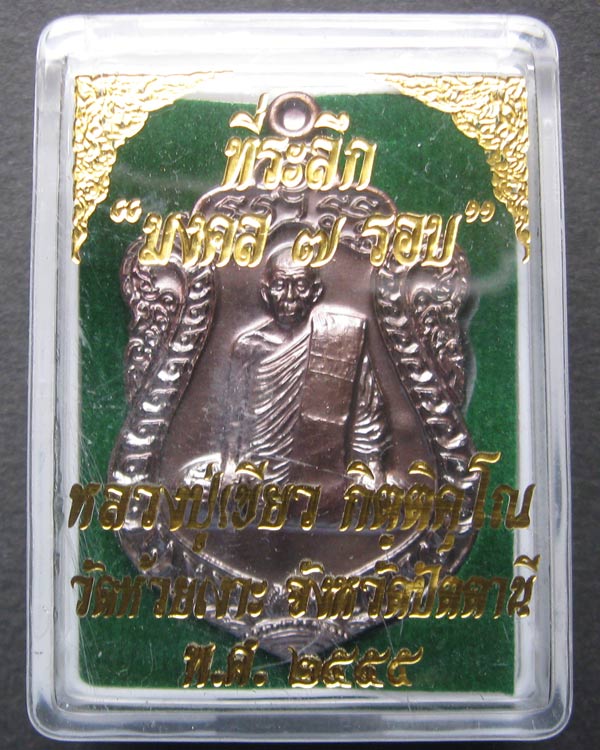 ที่ระลึก
"มงคล ๗ รอบ"
หลวงปู่เขียว กิตฺติคุโณ
วัดห้วยเงาะ จังหวัดปัตตานี
พ.ศ. ๒๕๕๕